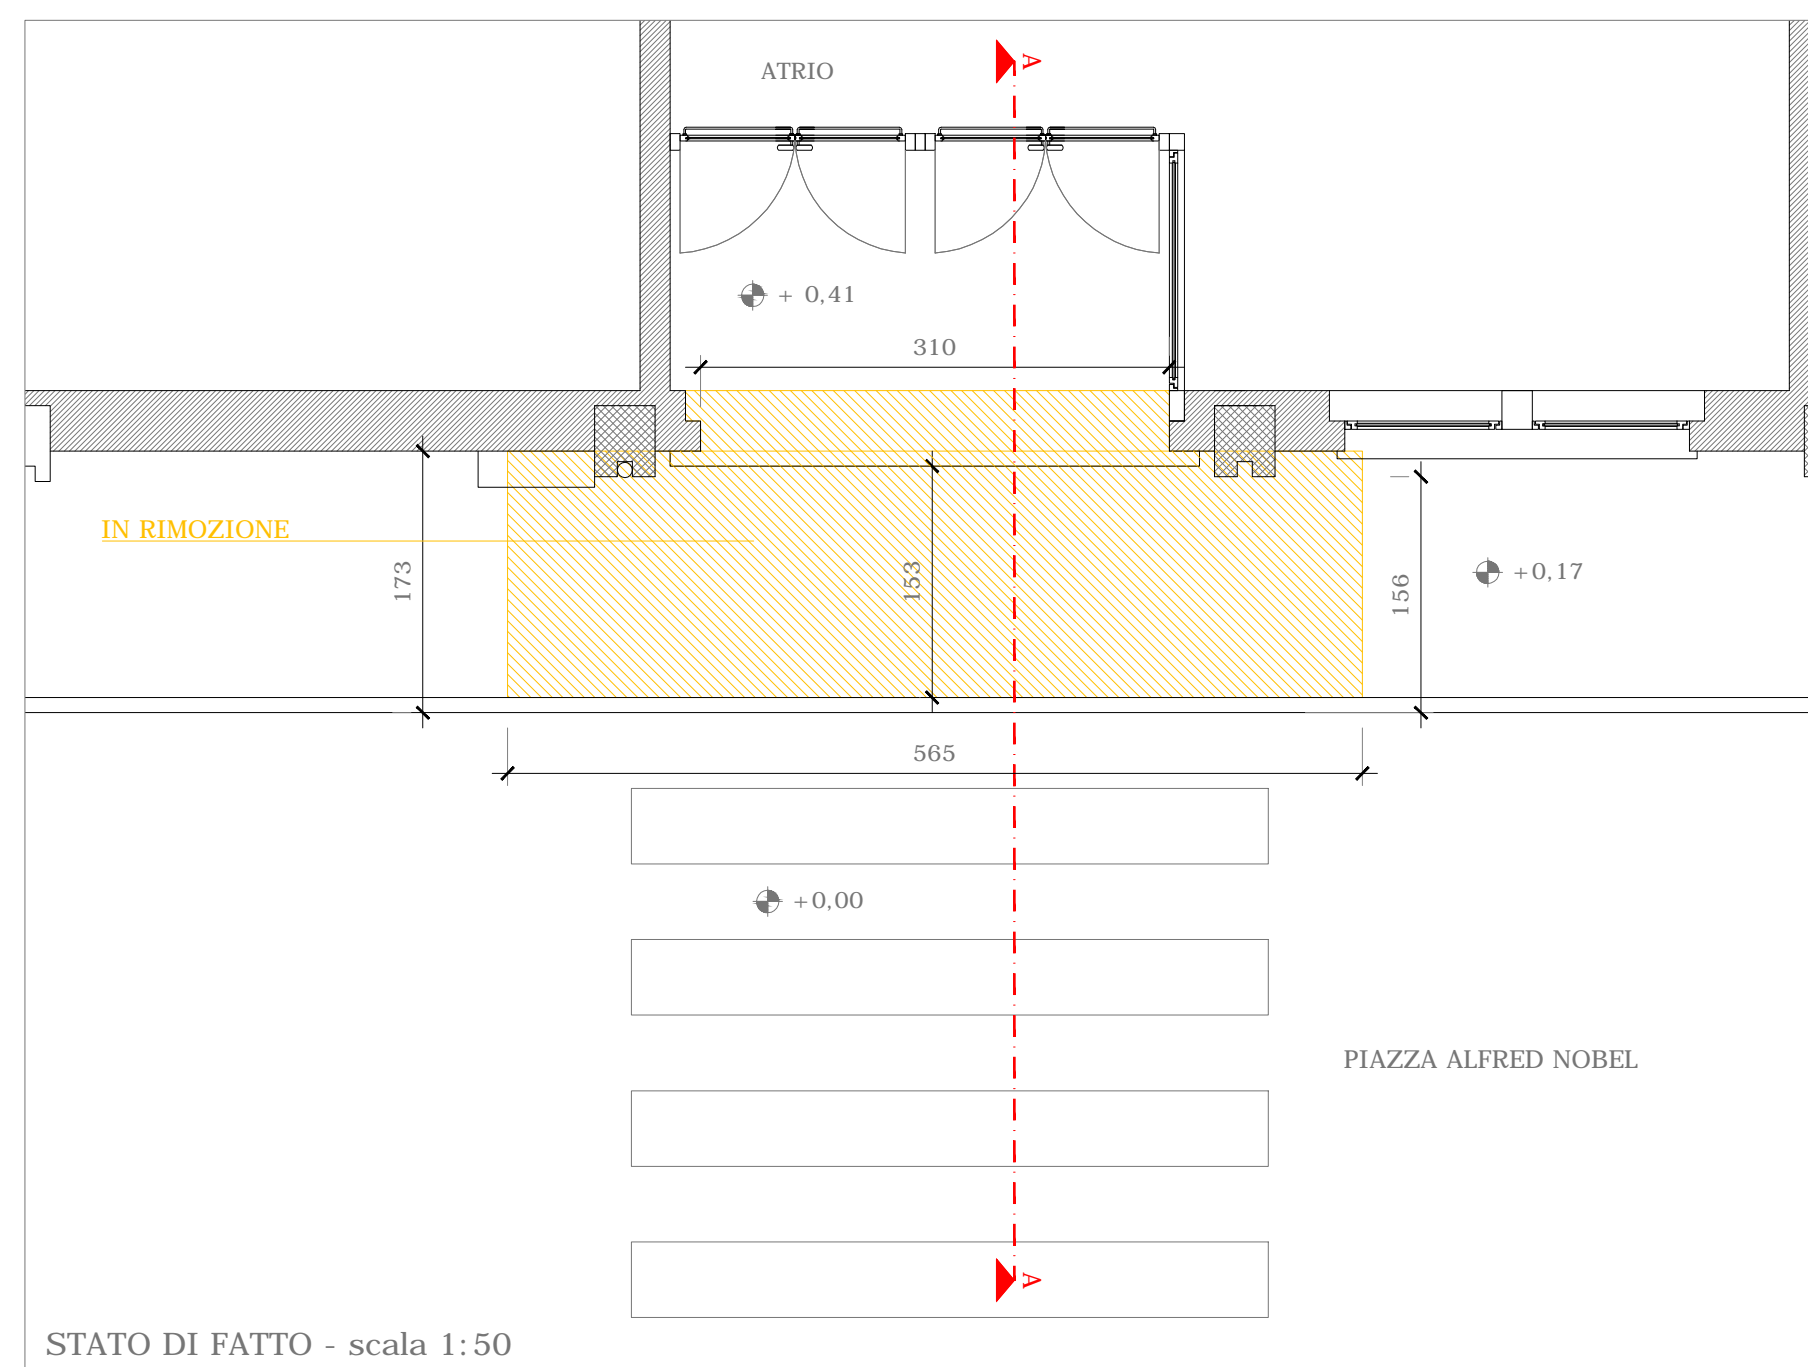 ATRIO
A
+ 0,41
310
IN RIMOZIONE
173
153
156
+0,17
565
+0,00
PIAZZA ALFRED NOBEL
A
STATO DI FATTO - scala 1:50